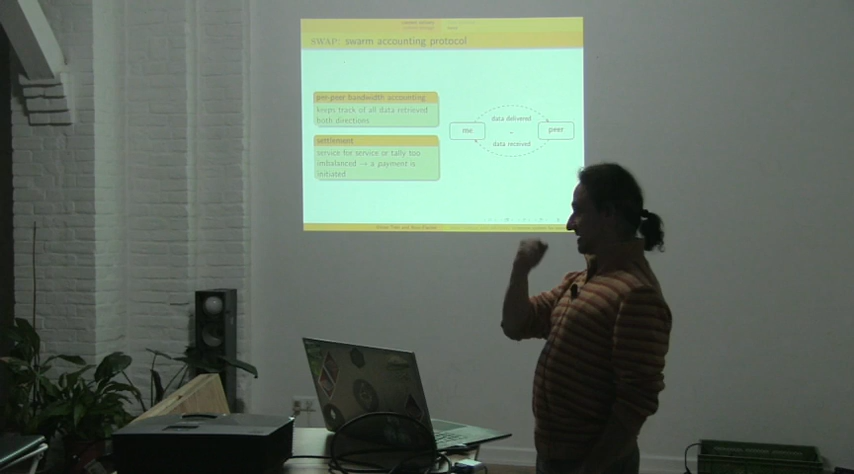 SWAP: swarm accounting protocol
per-peer bandwidth accounting
keeps track of all data retrieved
both directions
settlement
service for service or tally too
imbalanced → a payment is
initiated
data delivered
me
–
peer
data received